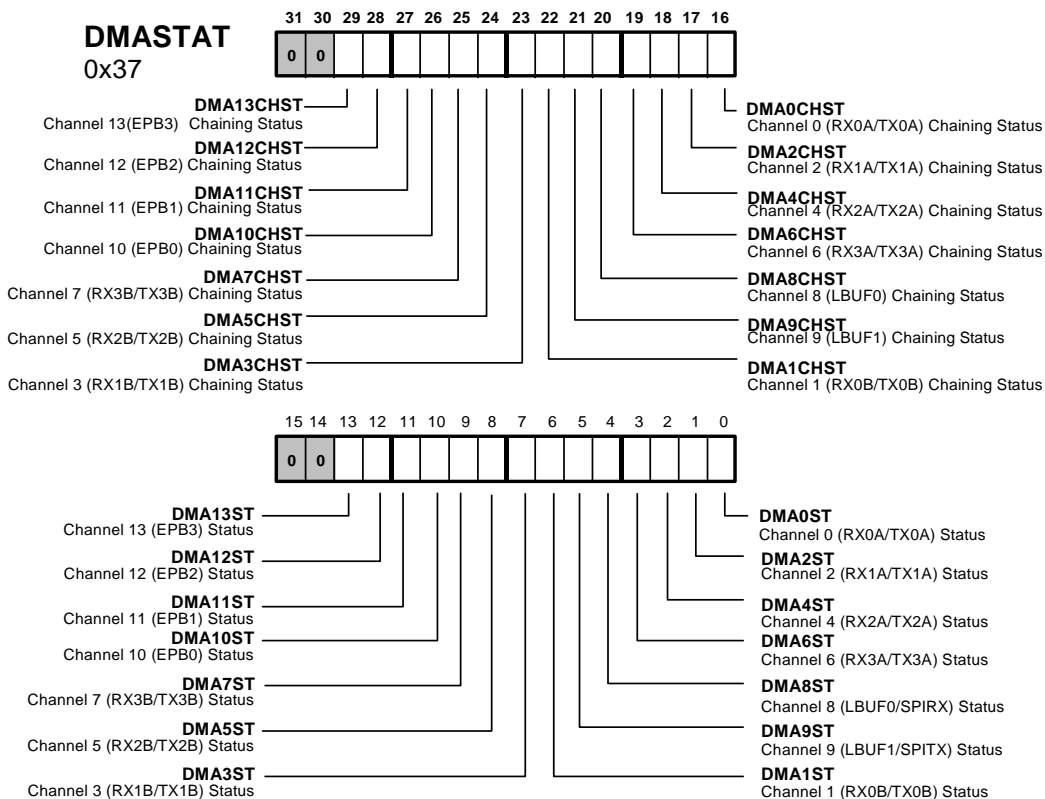 31 30 29 28 27 26 25 24 23 22 21 20 19 18 17 16
DMASTAT
0x37
0 0
DMA13CHST
Channel 13(EPB3) Chaining Status
DMA12CHST
Channel 12 (EPB2) Chaining Status
DMA11CHST
Channel 11 (EPB1) Chaining Status
DMA10CHST
Channel 10 (EPB0) Chaining Status
DMA7CHST
Channel 7 (RX3B/TX3B) Chaining Status
DMA5CHST
Channel 5 (RX2B/TX2B) Chaining Status
DMA3CHST
Channel 3 (RX1B/TX1B) Chaining Status
DMA0CHST
Channel 0 (RX0A/TX0A) Chaining Status
DMA2CHST
Channel 2 (RX1A/TX1A) Chaining Status
DMA4CHST
Channel 4 (RX2A/TX2A) Chaining Status
DMA6CHST
Channel 6 (RX3A/TX3A) Chaining Status
DMA8CHST
Channel 8 (LBUF0) Chaining Status
DMA9CHST
Channel 9 (LBUF1) Chaining Status
DMA1CHST
Channel 1 (RX0B/TX0B) Chaining Status
15 14 13 12 11 10 9 8 7 6 5 4 3 2 1 0
0 0
DMA13ST
Channel 13 (EPB3) Status
DMA12ST
Channel 12 (EPB2) Status
DMA11ST
Channel 11 (EPB1) Status
DMA10ST
Channel 10 (EPB0) Status
DMA7ST
Channel 7 (RX3B/TX3B) Status
DMA5ST
Channel 5 (RX2B/TX2B) Status
DMA3ST
Channel 3 (RX1B/TX1B) Status
DMA0ST
Channel 0 (RX0A/TX0A) Status
DMA2ST
Channel 2 (RX1A/TX1A) Status
DMA4ST
Channel 4 (RX2A/TX2A) Status
DMA6ST
Channel 6 (RX3A/TX3A) Status
DMA8ST
Channel 8 (LBUF0/SPIRX) Status
DMA9ST
Channel 9 (LBUF1/SPITX) Status
DMA1ST
Channel 1 (RX0B/TX0B) Status